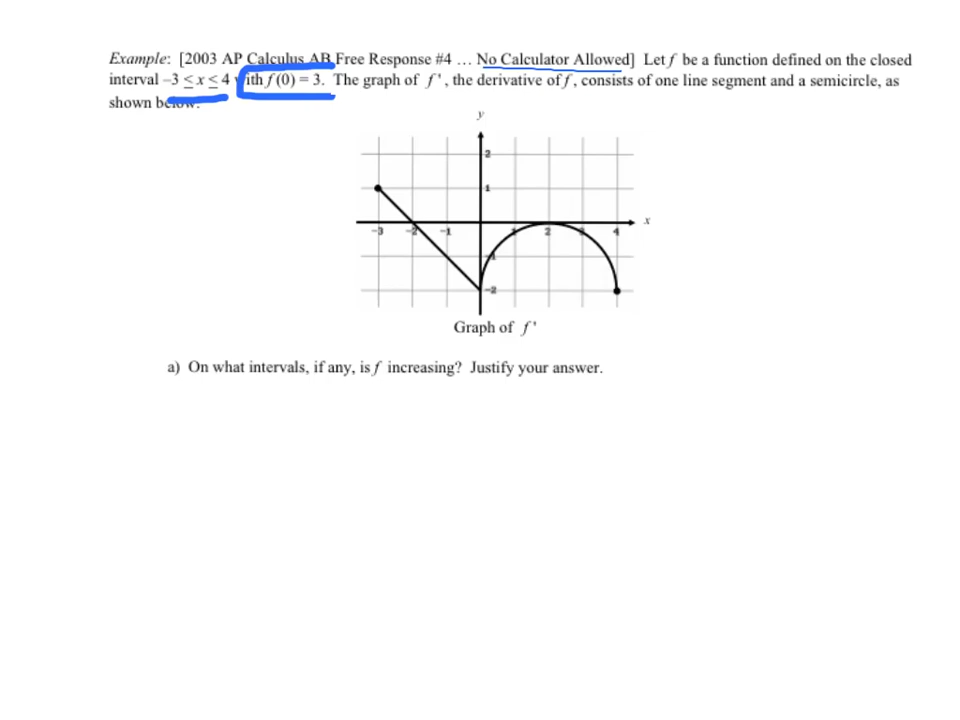 Example: [2003 AP Calculus AB Free Response #4 … No Calculator Allowed] Let f be a function defined on the closed
interval –3 ≤ x ≤ 4 with f (0) = 3. The graph of f ', the derivative of f, consists of one line segment and a semicircle, as
shown below.
y
2
1
x
-3 -2 -1 1 2 3 4
-2
Graph of f '
a) On what intervals, if any, is f increasing? Justify your answer.